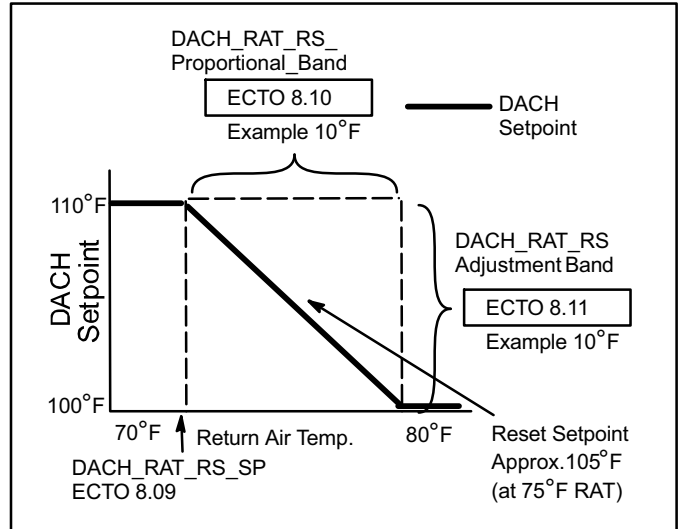 DACH_RAT_RS_
Proportional_Band
ECTO 8.10
Example 10°F
DACH
Setpoint
110°F
DACH
Setpoint
100°F
DACH_RAT_RS
Adjustment Band
ECTO 8.11
Example 10°F
70°F
Return Air Temp.
80°F
DACH_RAT_RS_SP
ECTO 8.09
Reset Setpoint
Approx.105°F
(at 75°F RAT)